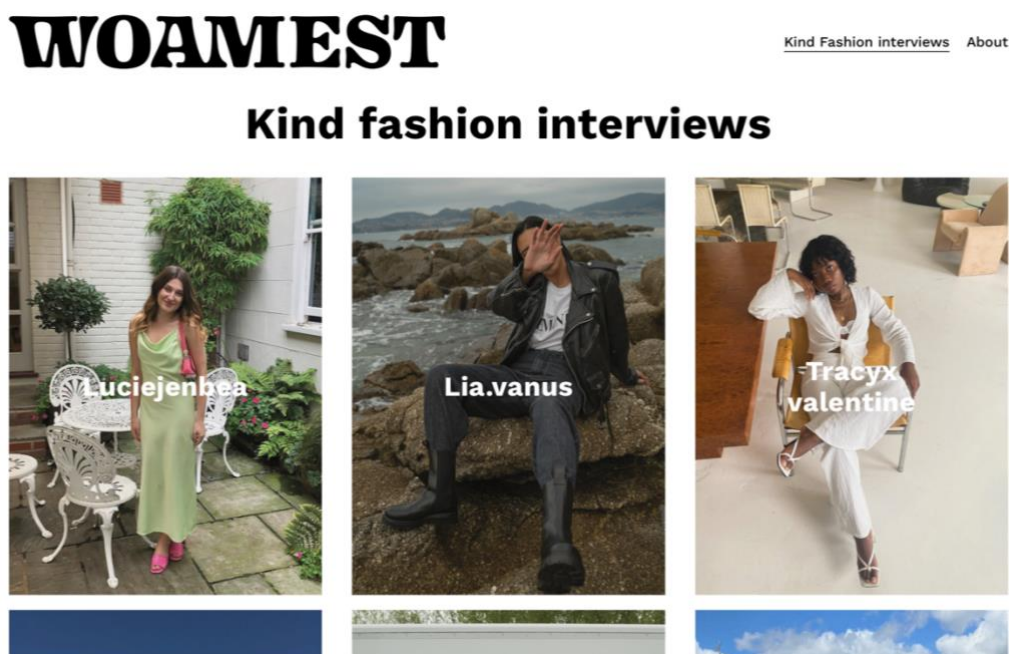 WOAMEST
Kind Fashion interviews
About
Kind fashion interviews
Luciejenbea
Lia.vanus
Tracyx
valentine